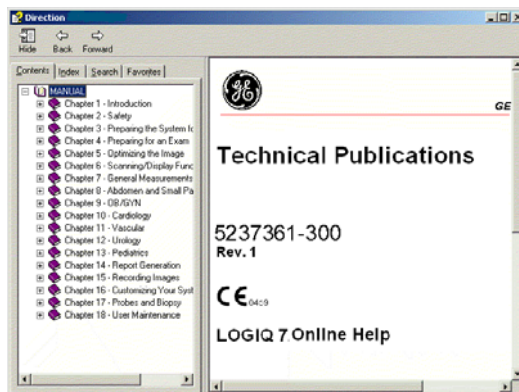 Direction
Hide Back Forward
Contents Index Search Favorites
MANUAL
Chapter 1 - Introduction
Chapter 2 - Safety
Chapter 3 - Preparing the System fo
Chapter 4 - Preparing for an Exam
Chapter 5 - Optimizing the Image
Chapter 6 - Scanning/Display Func
Chapter 7 - General Measurements
Chapter 8 - Abdomen and Small Pa
Chapter 9 - OB/GYN
Chapter 10 - Cardiology
Chapter 11 - Vascular
Chapter 12 - Urology
Chapter 13 - Pediatrics
Chapter 14 - Report Generation
Chapter 15 - Recording Images
Chapter 16 - Customizing Your Syst
Chapter 17 - Probes and Biopsy
Chapter 18 - User Maintenance
GE
GE
Technical Publications
5237361-300
Rev. 1
CE 0459
LOGIQ 7 Online Help